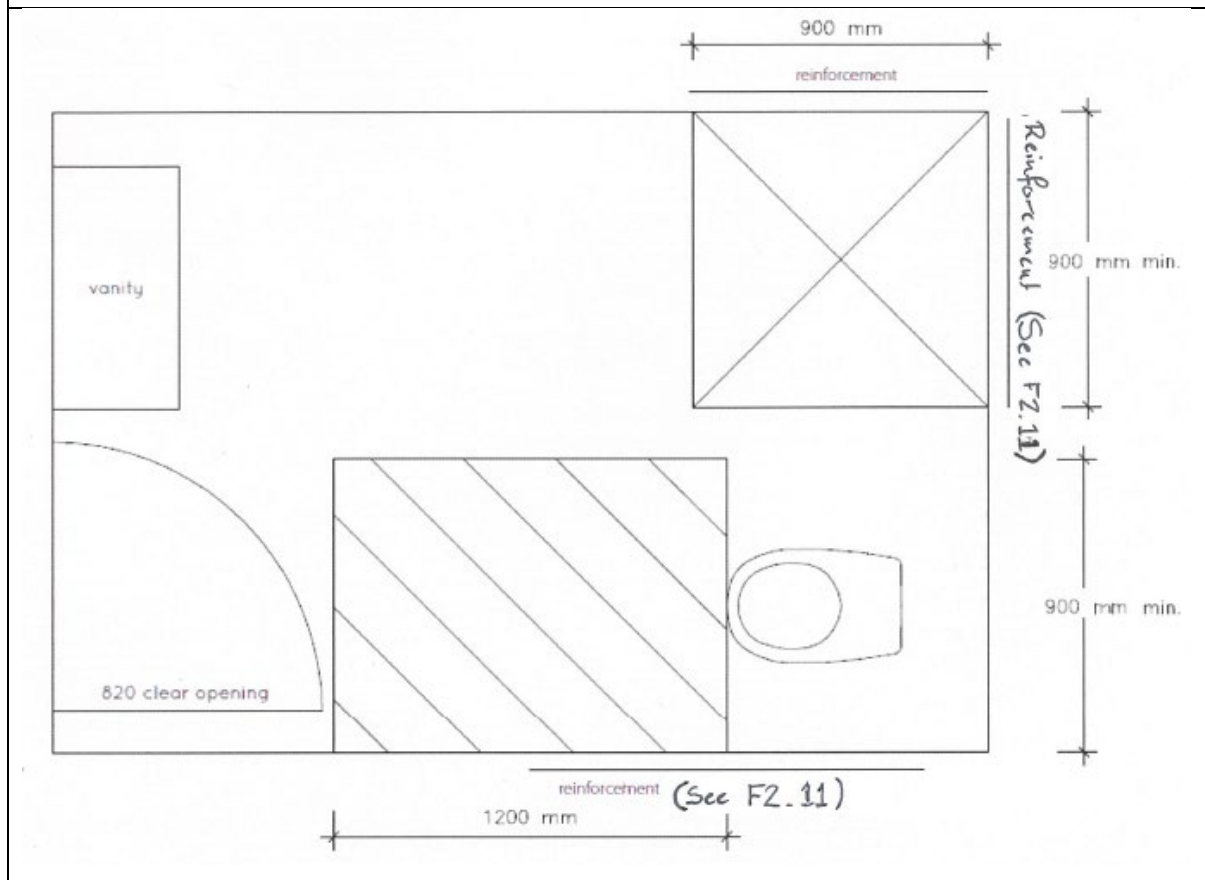 900 mm
reinforcement
Reinforcement (See F2.11)
900 mm min.
vanity
900 mm min.
820 clear opening
reinforcement (See F2.11)
1200 mm